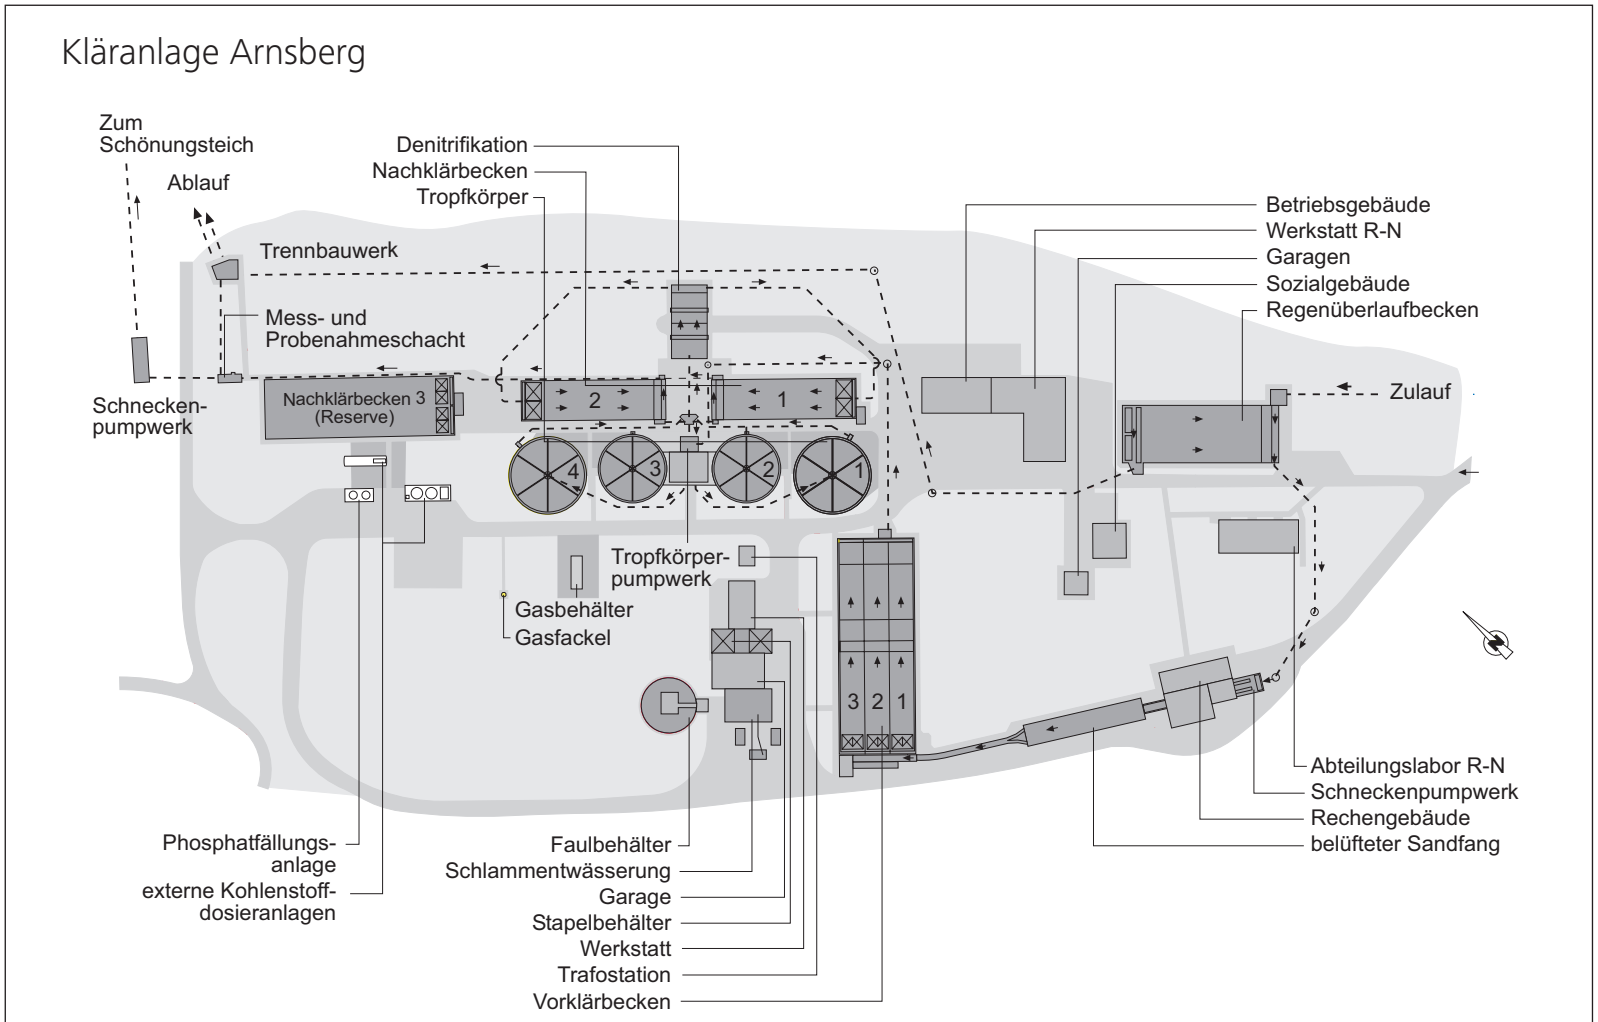 Kläranlage Arnsberg
Zum
Schönungsteich
Ablauf
Trennbauwerk
Mess- und
Probenahmeschacht
Schnecken-
pumpwerk
Denitrifikation
Nachklärbecken
Tropfkörper
Betriebsgebäude
Werkstatt R-N
Garagen
Sozialgebäude
Regenüberlaufbecken
Zulauf
Nachklärbecken 3
(Reserve)
2
1
4
3
2
1
Tropfkörper-
pumpwerk
Gasbehälter
Gasfackel
3
2
1
Phosphatfällungs-
anlage
externe Kohlenstoff-
dosieranlagen
Faulbehälter
Schlammentwässerung
Garage
Stapelbehälter
Werkstatt
Trafostation
Vorklärbecken
Abteilungslabor R-N
Schneckenpumpwerk
Rechengebäude
belüfteter Sandfang
N